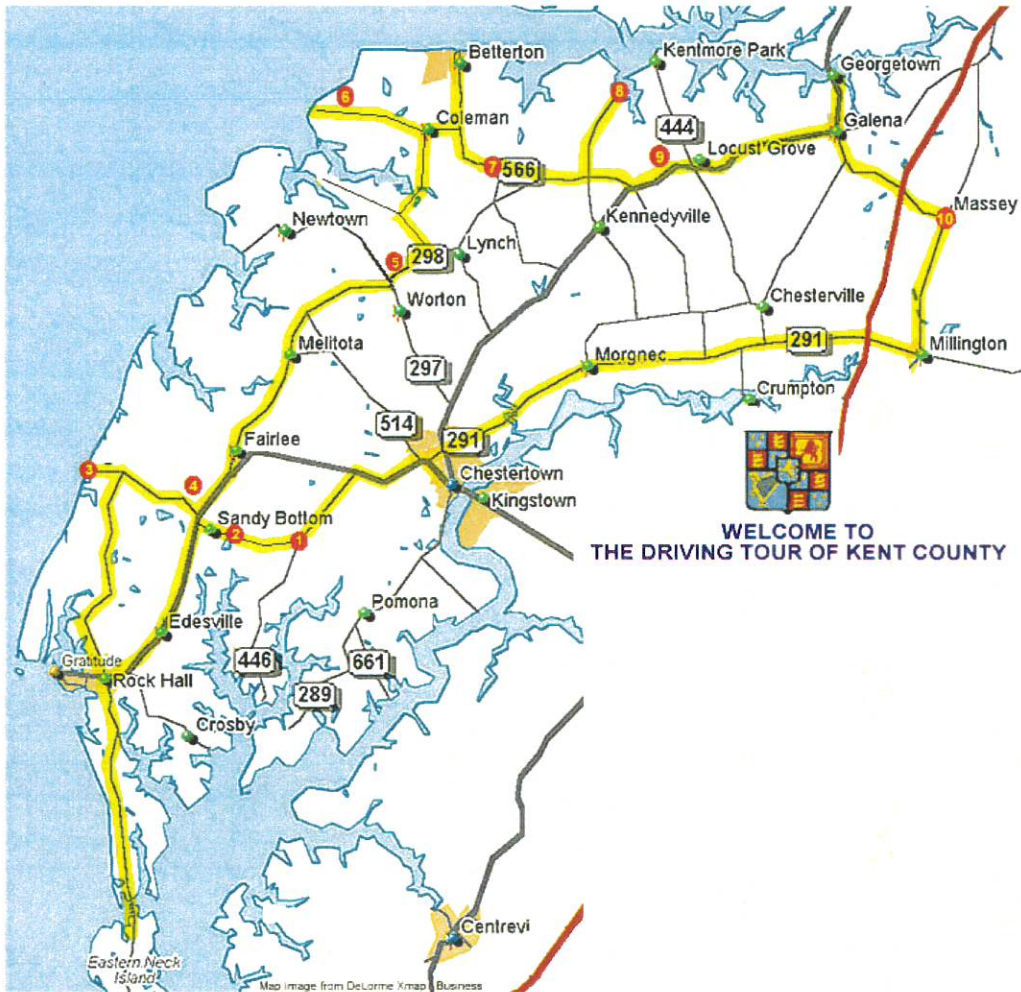 Betterton
Kentmore Park
Georgetown
6
8
Coleman
444
Galena
7
566
9
Locust Grove
Massey
10
Newtown
Kennedyville
298
Lynch
5
Worton
Chesterville
Melitota
291
Millington
297
Morgnec
Crumpton
514
291
Fairlee
3
4
Chestertown
Kingstown
Sandy Bottom
2
1
WELCOME TO
THE DRIVING TOUR OF KENT COUNTY
Pomona
Edesville
Gratitude
446
661
Rock Hall
289
Crosby
Centrevi
Eastern Neck
Island
Map image from DeLorme Xmap Business